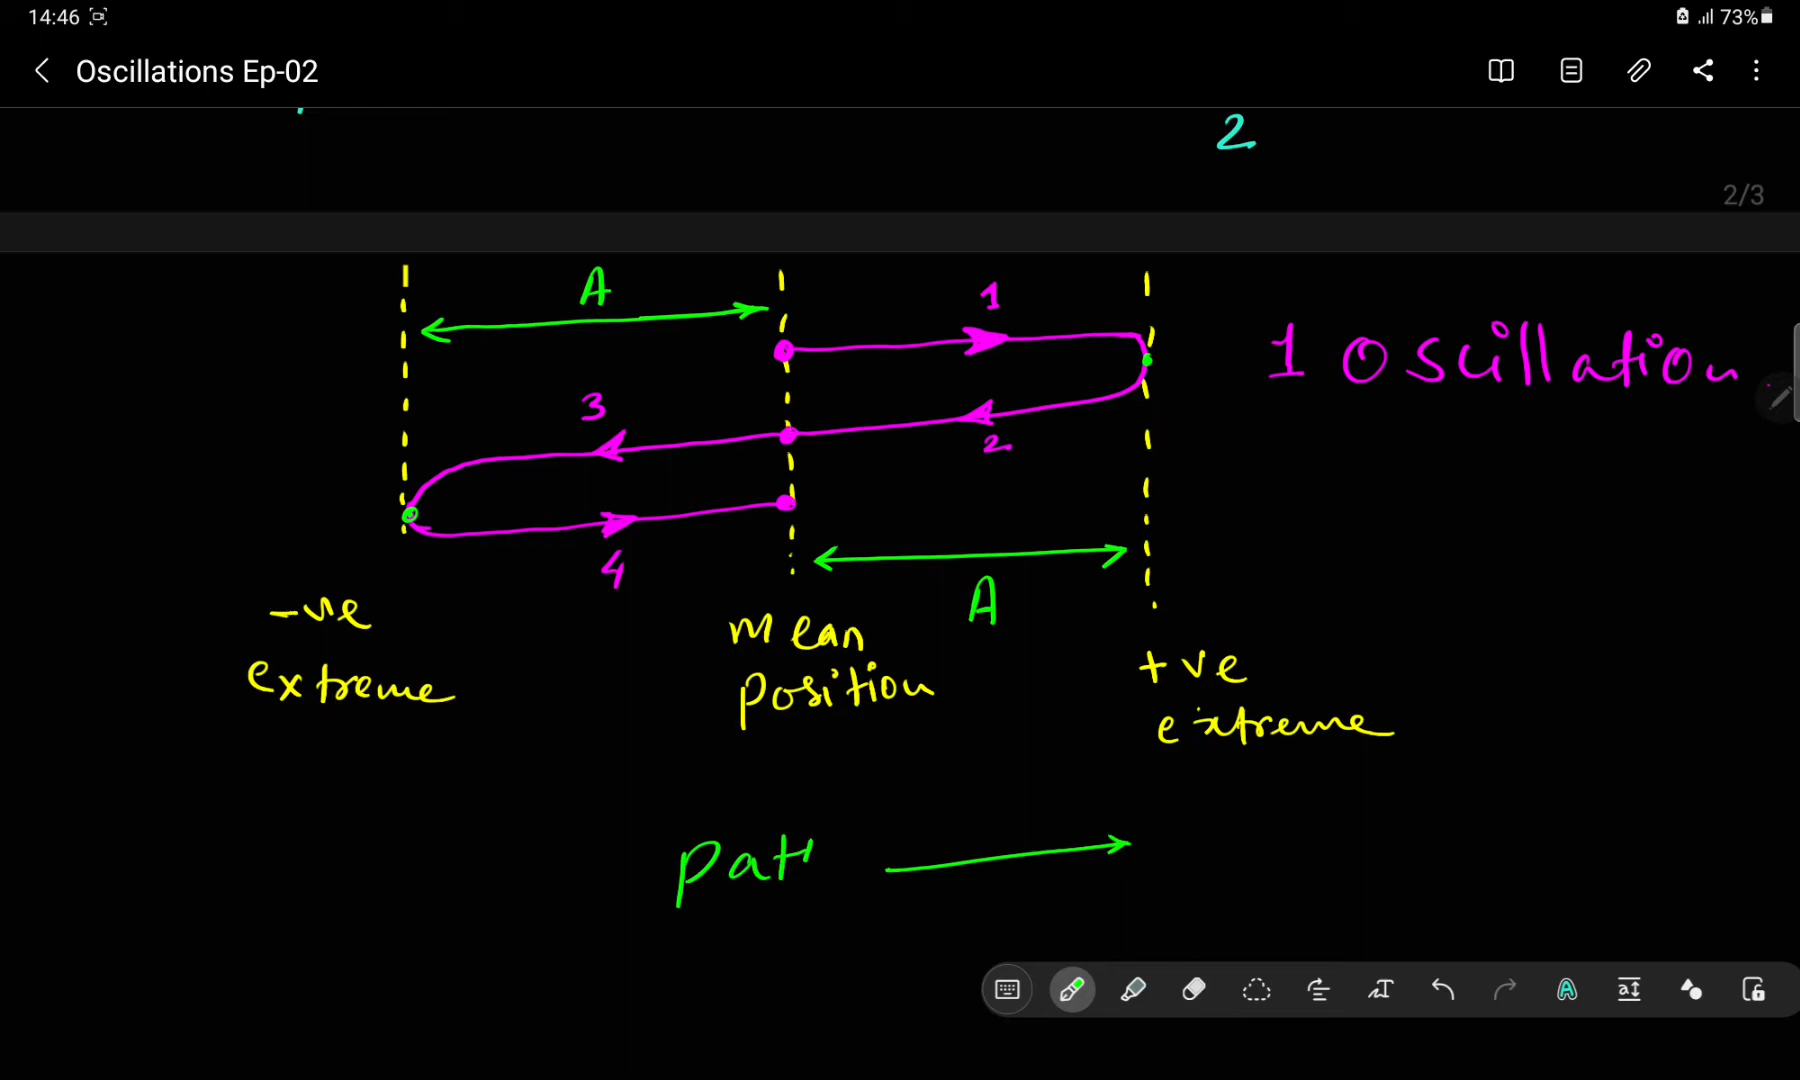 14:46
73%
Oscillations Ep-02
2
2/3
A
1
1 Oscillation
3
2
4
A
-ve
extreme
mean
position
+ve
extreme